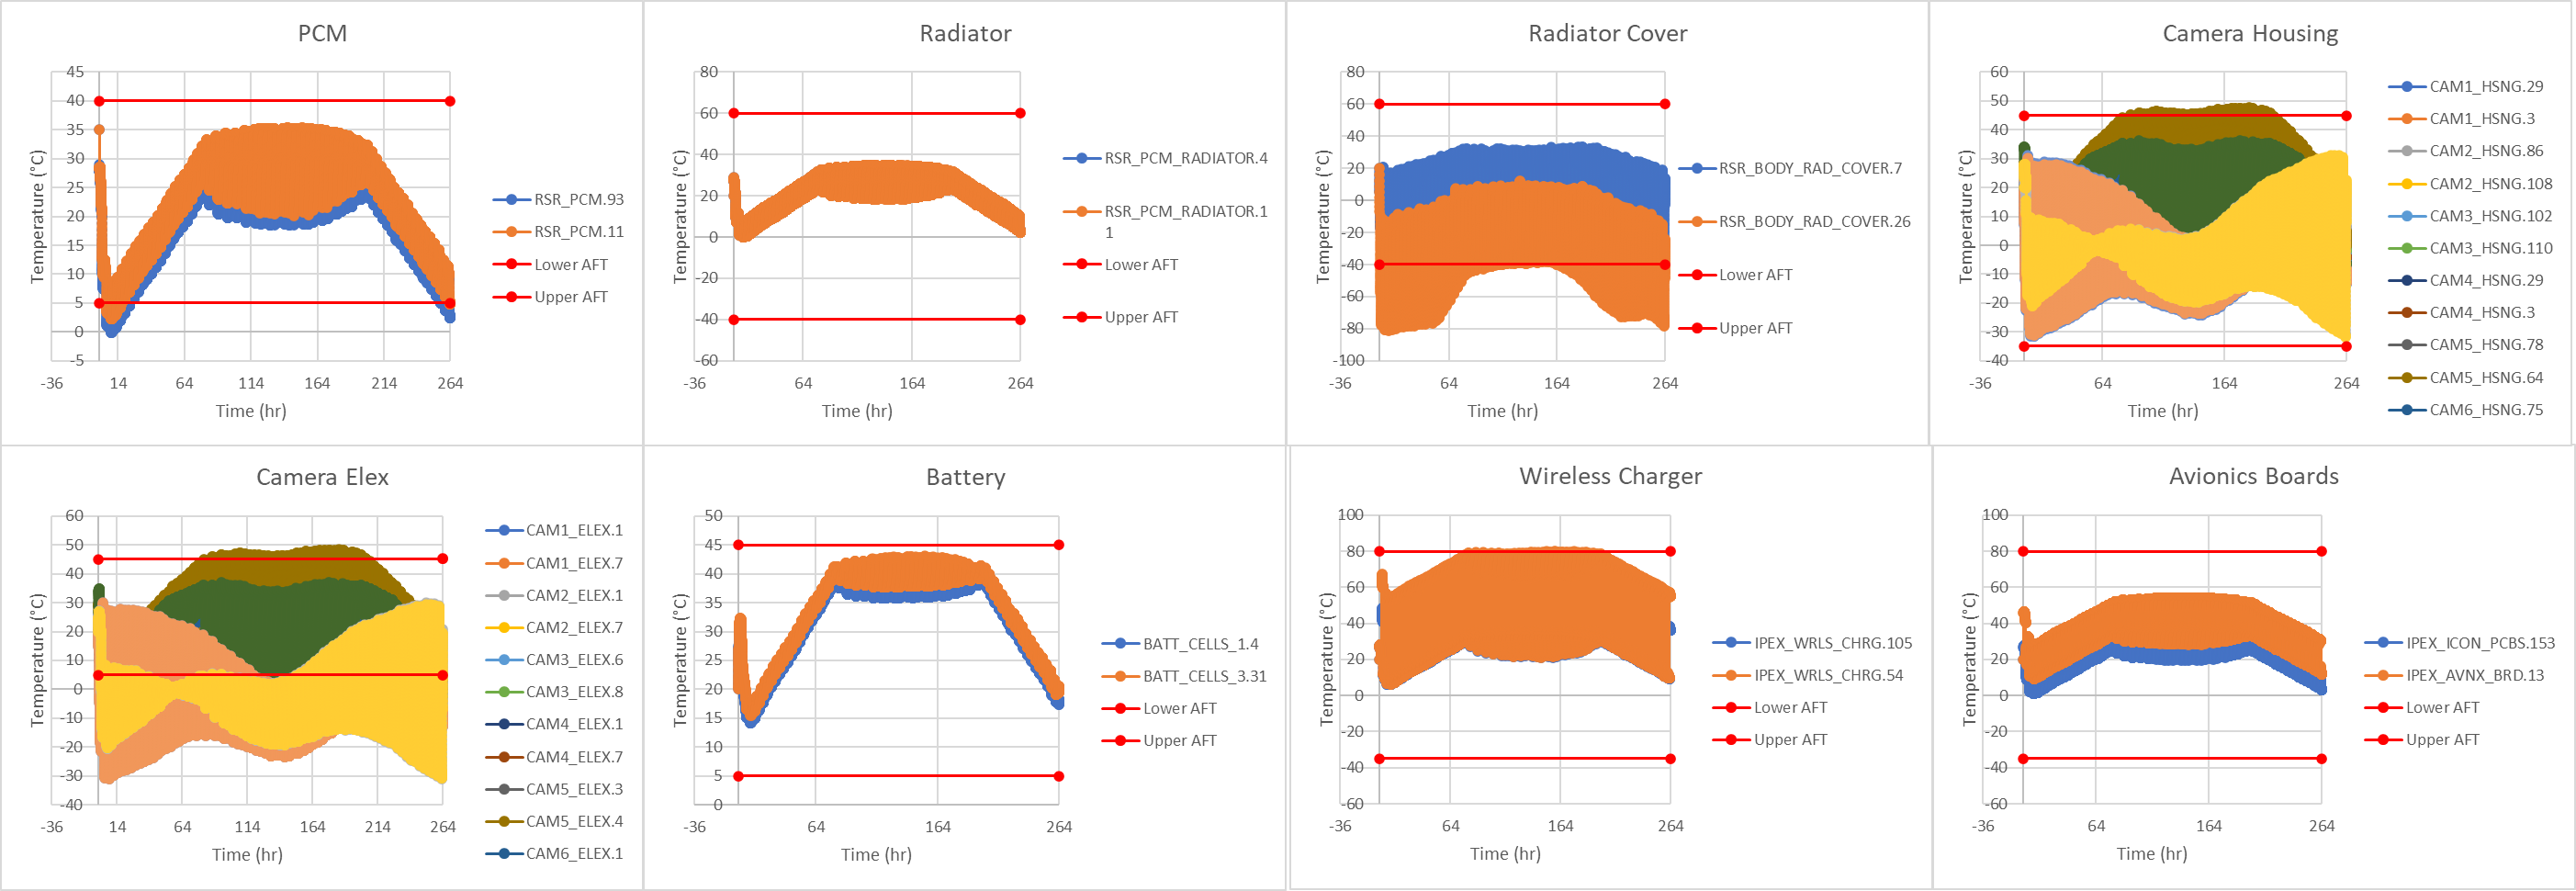 PCM
45
40
35
30
25
20
15
10
5
0
-5
-36
14
64
114
164
214
264
Temperature (°C)
Time (hr)
RSR_PCM.93
RSR_PCM.11
Lower AFT
Upper AFT
Radiator
80
60
40
20
0
-20
-40
-60
-36
64
164
264
Temperature (°C)
Time (hr)
RSR_PCM_RADIATOR.4
RSR_PCM_RADIATOR.1
1
Lower AFT
Upper AFT
Radiator Cover
80
60
40
20
0
-20
-40
-60
-80
-100
-36
64
164
264
Temperature (°C)
Time (hr)
RSR_BODY_RAD_COVER.7
RSR_BODY_RAD_COVER.26
Lower AFT
Upper AFT
Camera Housing
60
50
40
30
20
10
0
-10
-20
-30
-40
-36
64
164
264
Temperature (°C)
Time (hr)
CAM1_HSNG.29
CAM1_HSNG.3
CAM2_HSNG.86
CAM2_HSNG.108
CAM3_HSNG.102
CAM3_HSNG.110
CAM4_HSNG.29
CAM4_HSNG.3
CAM5_HSNG.78
CAM5_HSNG.64
CAM6_HSNG.75
Camera Elex
60
50
40
30
20
10
0
-10
-20
-30
-40
-36
14
64
114
164
214
264
Temperature (°C)
Time (hr)
CAM1_ELEX.1
CAM1_ELEX.7
CAM2_ELEX.1
CAM2_ELEX.7
CAM3_ELEX.6
CAM3_ELEX.8
CAM4_ELEX.1
CAM4_ELEX.7
CAM5_ELEX.3
CAM5_ELEX.4
CAM6_ELEX.1
Battery
50
45
40
35
30
25
20
15
10
5
0
-36
64
164
264
Temperature (°C)
Time (hr)
BATT_CELLS_1.4
BATT_CELLS_3.31
Lower AFT
Upper AFT
Wireless Charger
100
80
60
40
20
0
-20
-40
-60
-36
64
164
264
Temperature (°C)
Time (hr)
IPEX_WRLS_CHRG.105
IPEX_WRLS_CHRG.54
Lower AFT
Upper AFT
Avionics Boards
100
80
60
40
20
0
-20
-40
-60
-36
64
164
264
Temperature (°C)
Time (hr)
IPEX_ICON_PCBS.153
IPEX_AVNX_BRD.13
Lower AFT
Upper AFT